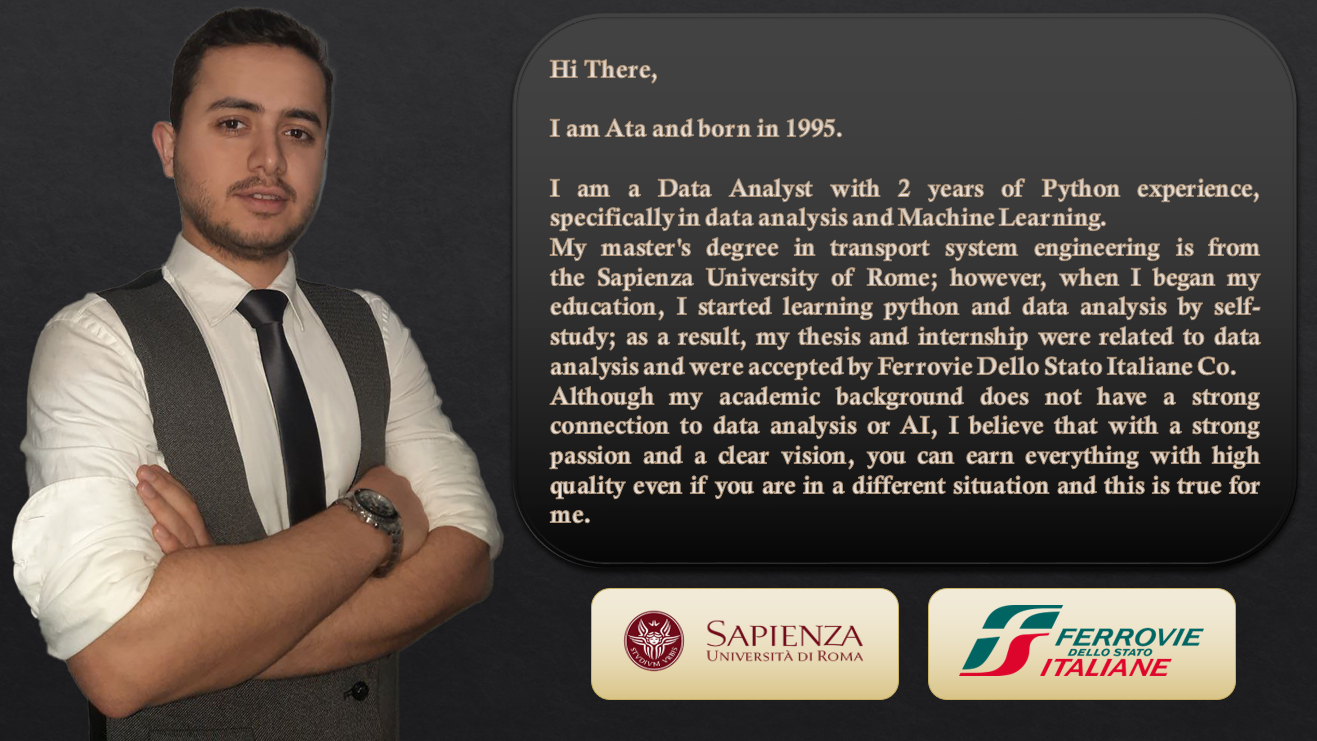 Hi There,
I am Ata and born in 1995.
I am a Data Analyst with 2 years of Python experience,
specifically in data analysis and Machine Learning.
My master's degree in transport system engineering is from
the Sapienza University of Rome; however, when I began my
education, I started learning python and data analysis by self-
study; as a result, my thesis and internship were related to data
analysis and were accepted by Ferrovie Dello Stato Italiane Co.
Although my academic background does not have a strong
connection to data analysis or AI, I believe that with a strong
passion and a clear vision, you can earn everything with high
quality even if you are in a different situation and this is true for
me.
STVDIVM VRBIS
SAPIENZA
UNIVERSITÀ DI ROMA
FERROVIE
DELLO STATO
ITALIANE